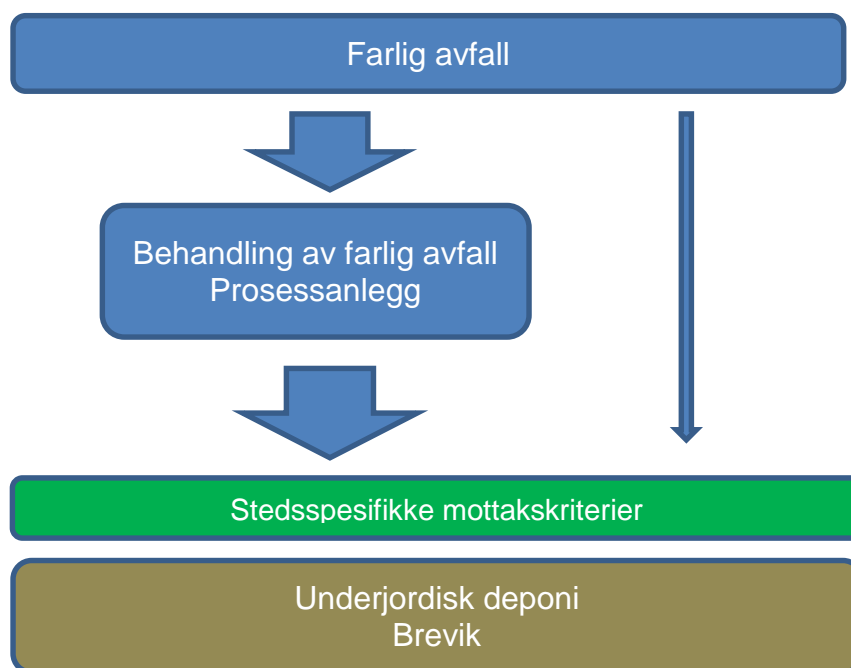 Farlig avfall
Behandling av farlig avfall
Prosessanlegg
Stedsspesifikke mottakskriterier
Underjordisk deponi
Brevik